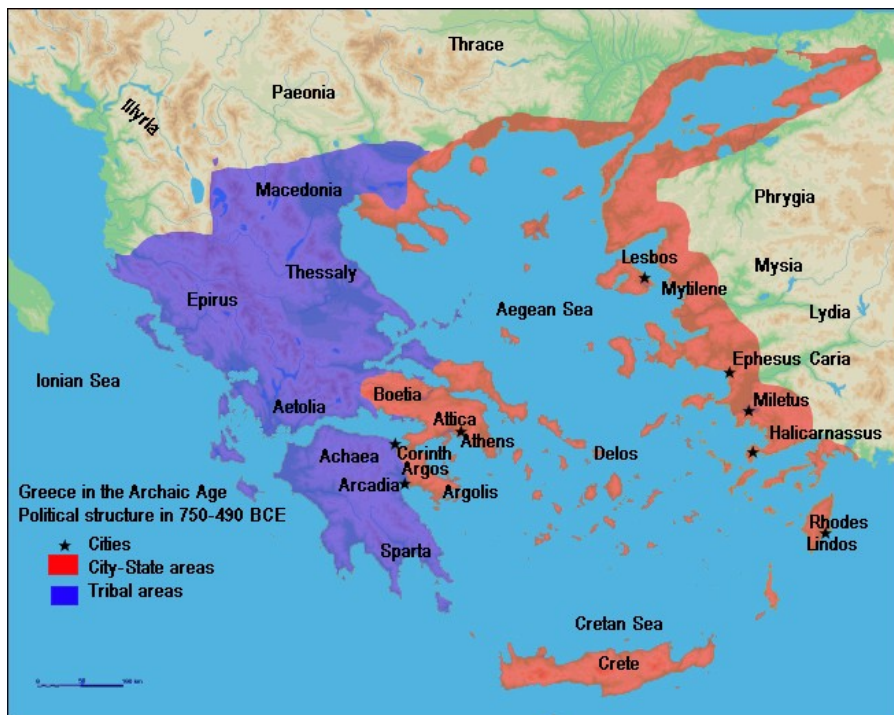 Thrace
Paeonia
Illyria
Macedonia
Phrygia
Lesbos
Thessaly
Mysia
Mytilene
Epirus
Aegean Sea
Lydia
Ephesus Caria
Ionian Sea
Boetia
Miletus
Aetolia
Attica
Halicarnassus
Athens
Achaea
Corinth
Delos
Argos
Arcadia
Argolis
Greece in the Archaic Age
Political structure in 750-490 BCE
Rhodes
Lindos
Cities
Sparta
City-State areas
Tribal areas
Cretan Sea
Crete